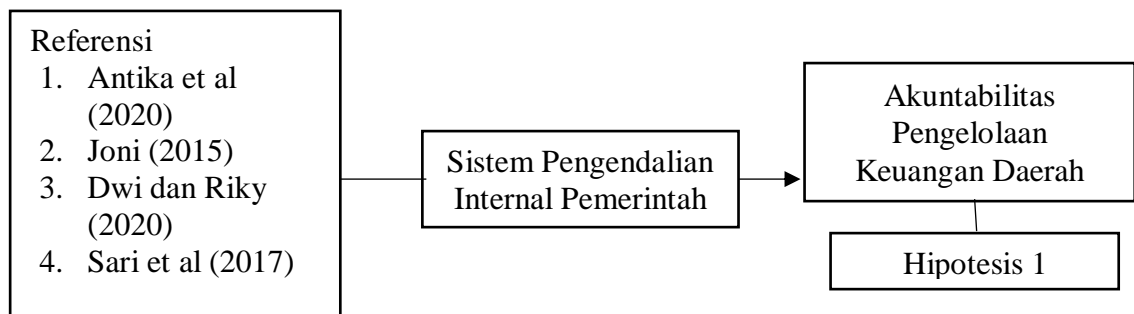 Referensi
1. Antika et al
(2020)
2. Joni (2015)
3. Dwi dan Riky
(2020)
4. Sari et al (2017)
Sistem Pengendalian
Internal Pemerintah
Akuntabilitas
Pengelolaan
Keuangan Daerah
Hipotesis 1